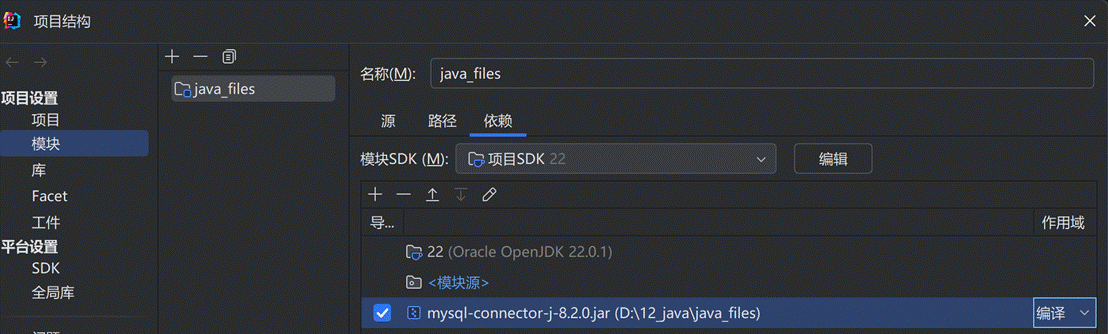 项目结构
项目设置
项目
模块
库
Facet
工件
平台设置
SDK
全局库
java_files
名称(M): java_files
源 路径 依赖
模块SDK (M): 项目SDK 22 编辑
导... 作用域
22 (Oracle OpenJDK 22.0.1)
<模块源>
mysql-connector-j-8.2.0.jar (D:\12_java\java_files) 编译